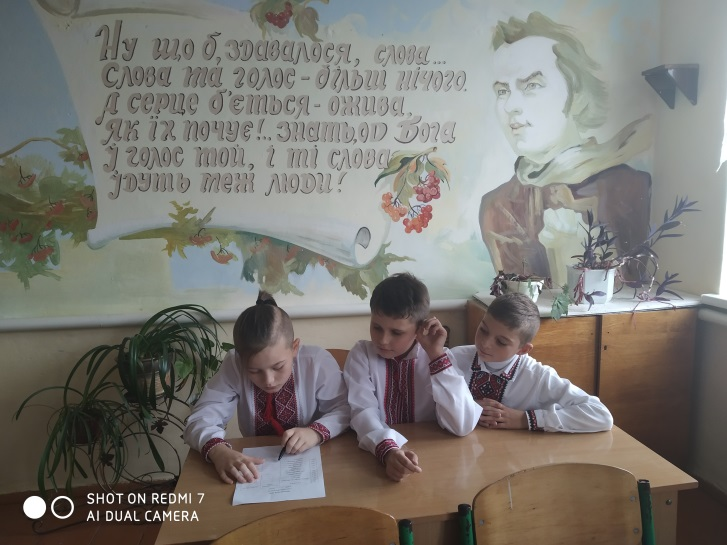 Ну що б, здавалося, слова...
Слова та голос - більш нічого.
А серце б'ється - ожива,
Як їх почує!.. Знать, од Бога
І голос той, і ті слова
Ідуть меж люди!
SHOT ON REDMI 7
AI DUAL CAMERA